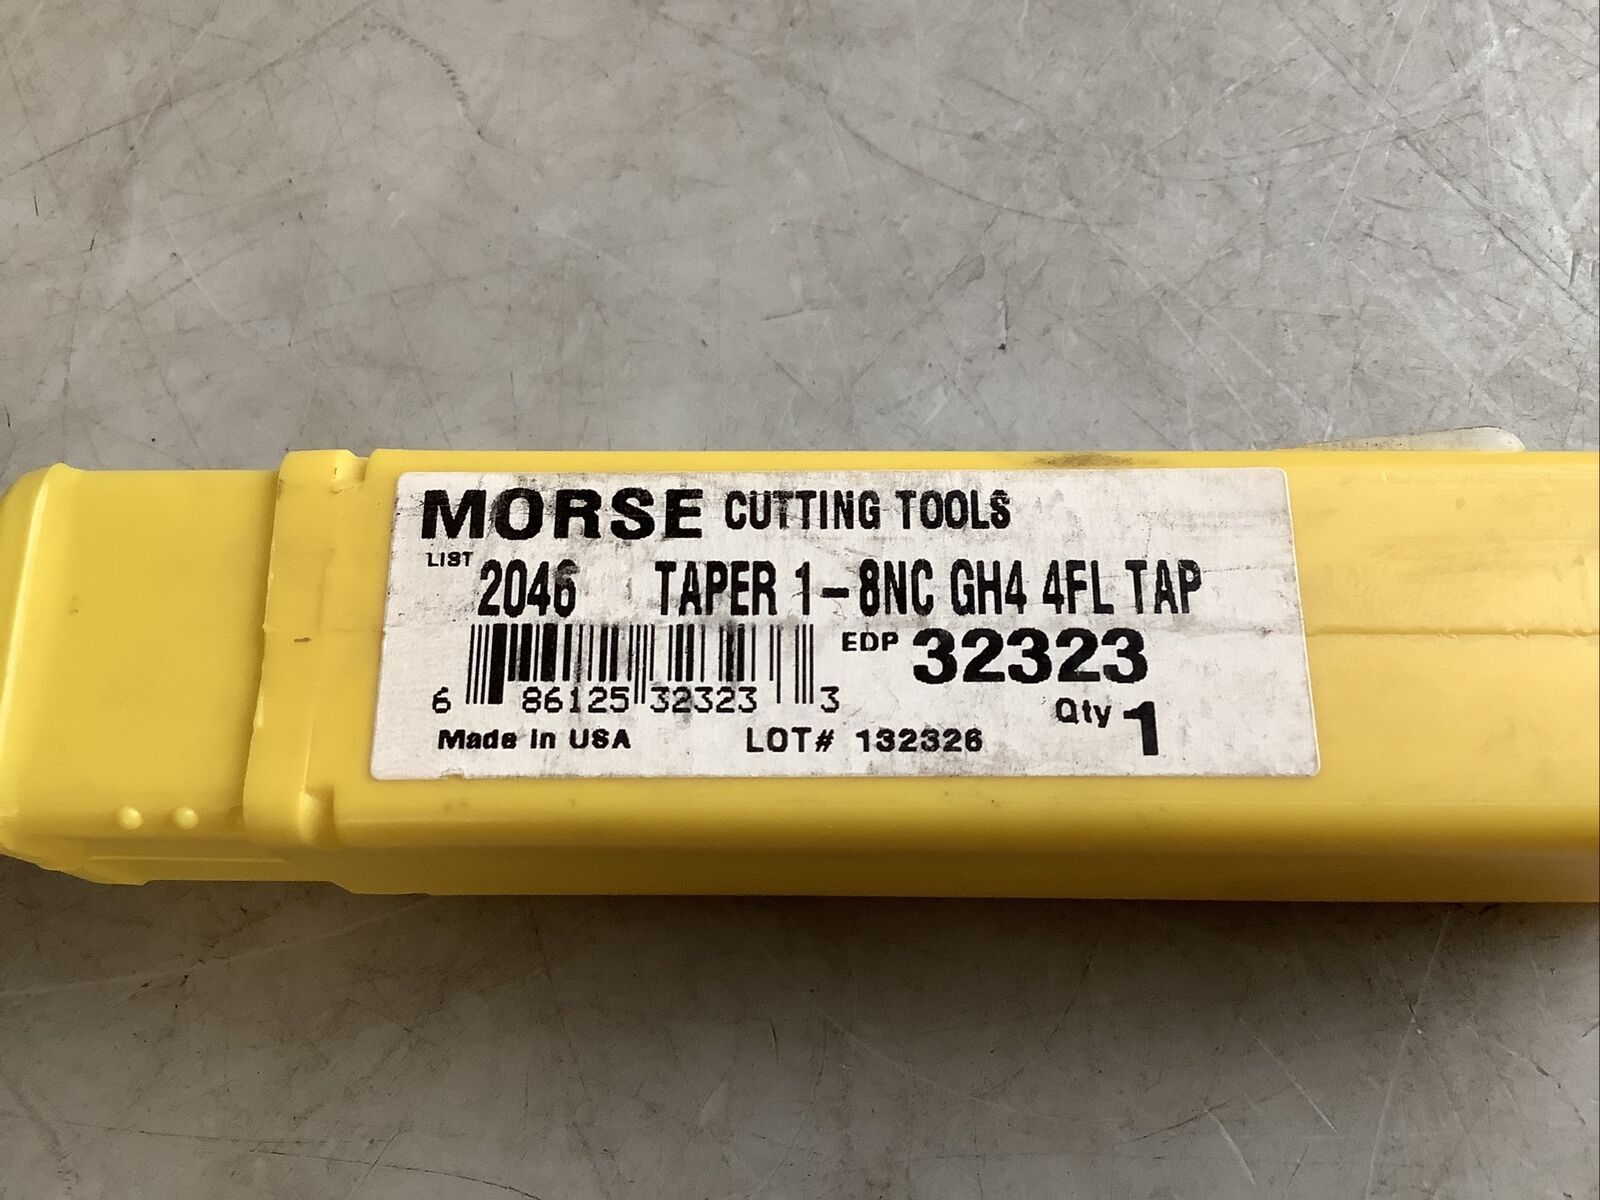 MORSE CUTTING TOOLS
LIST 2046 TAPER 1-8NC GH4 4FL TAP
EDP 32323
6 86125 32323 3
Qty 1
Made in USA LOT# 132326